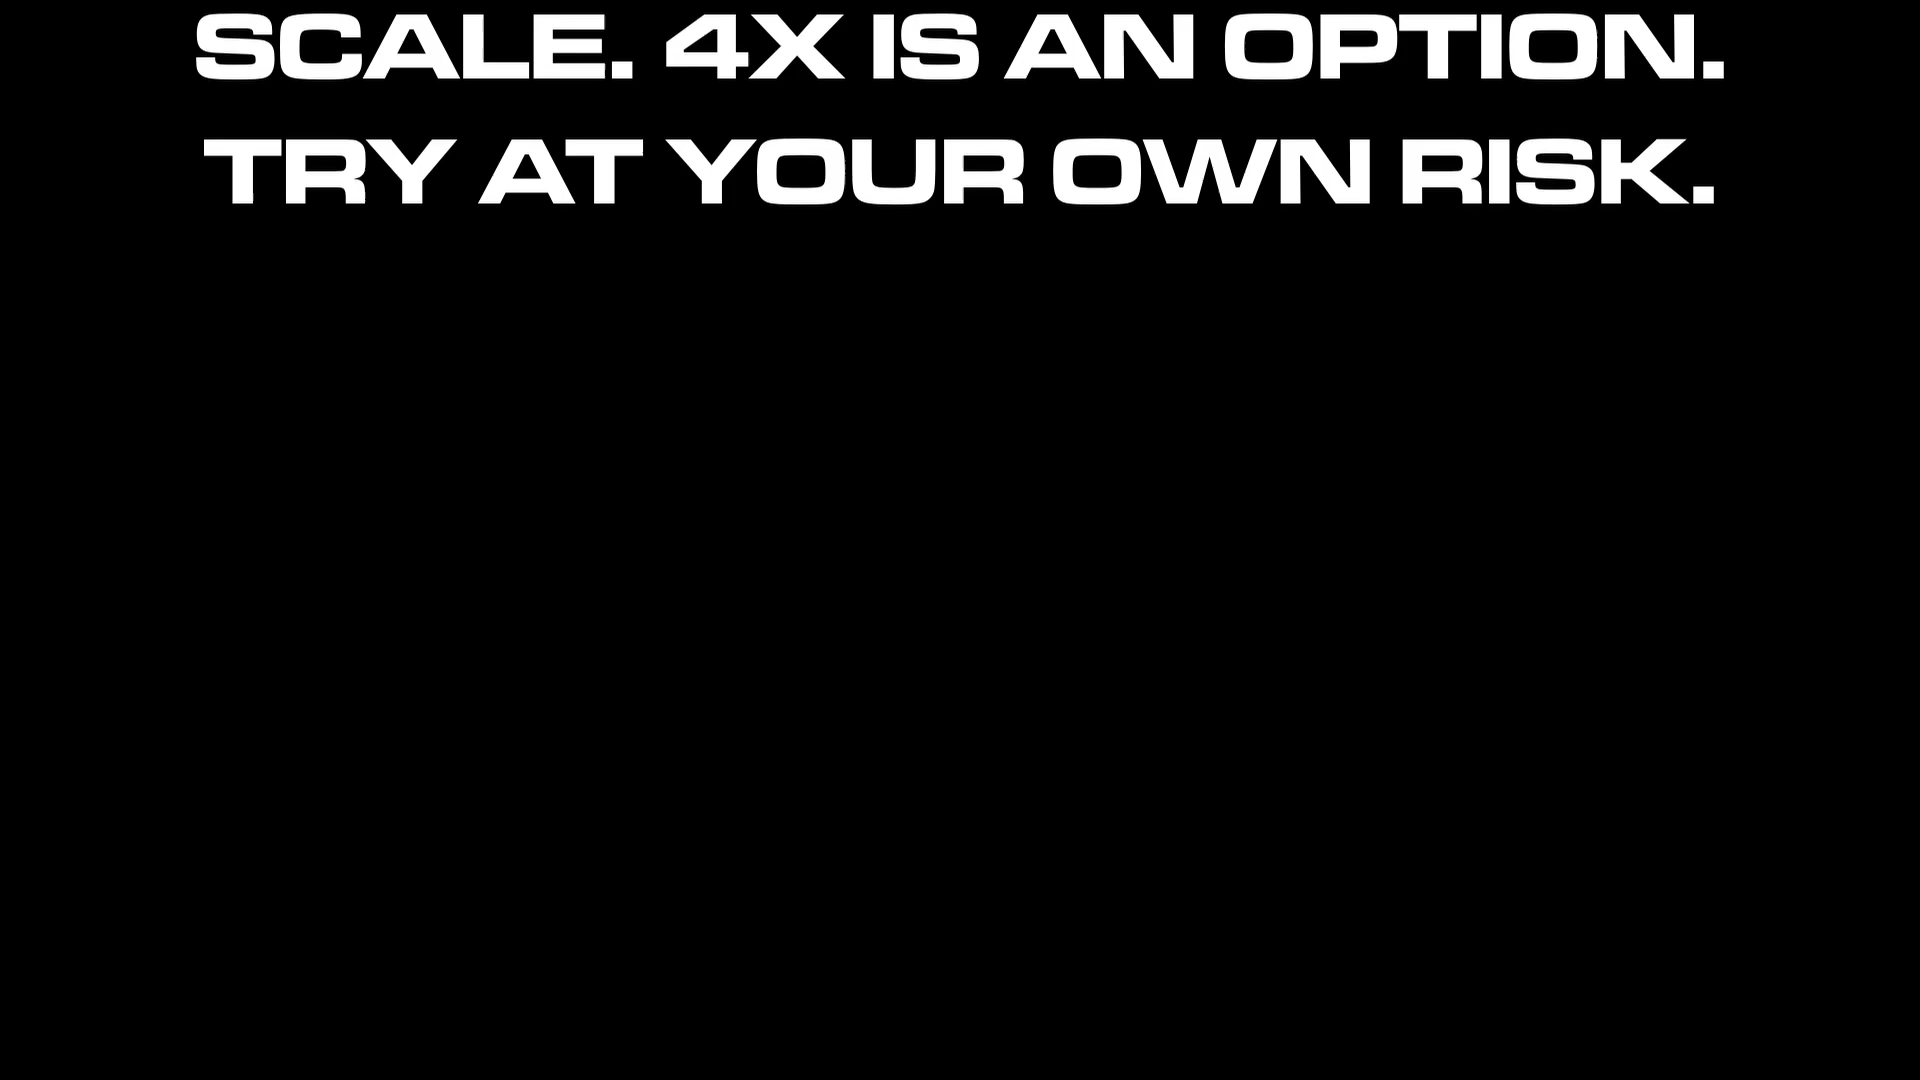 SCALE. 4X IS AN OPTION.
TRY AT YOUR OWN RISK.